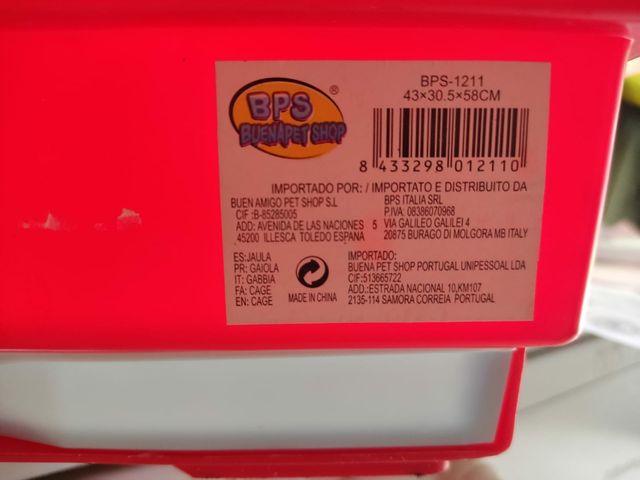 BPS
BUENAPET SHOP
®
BPS-1211
43×30.5×58CM
8 433298 012110
IMPORTADO POR: / IMPORTATO E DISTRIBUITO DA
BUEN AMIGO PET SHOP S.L
CIF :B-85285005
ADD: AVENIDA DE LAS NACIONES 5
45200 ILLESCA TOLEDO ESPANA
BPS ITALIA SRL
P.IVA: 08386070968
VIA GALILEO GALILEI 4
20875 BURAGO DI MOLGORA MB ITALY
ES:JAULA
PR: GAIOLA
IT: GABBIA
FA: CAGE
EN: CAGE
MADE IN CHINA
IMPORTADO:
BUENA PET SHOP PORTUGAL UNIPESSOAL LDA
CIF:513665722
ADD.:ESTRADA NACIONAL 10,KM107
2135-114 SAMORA CORREIA PORTUGAL